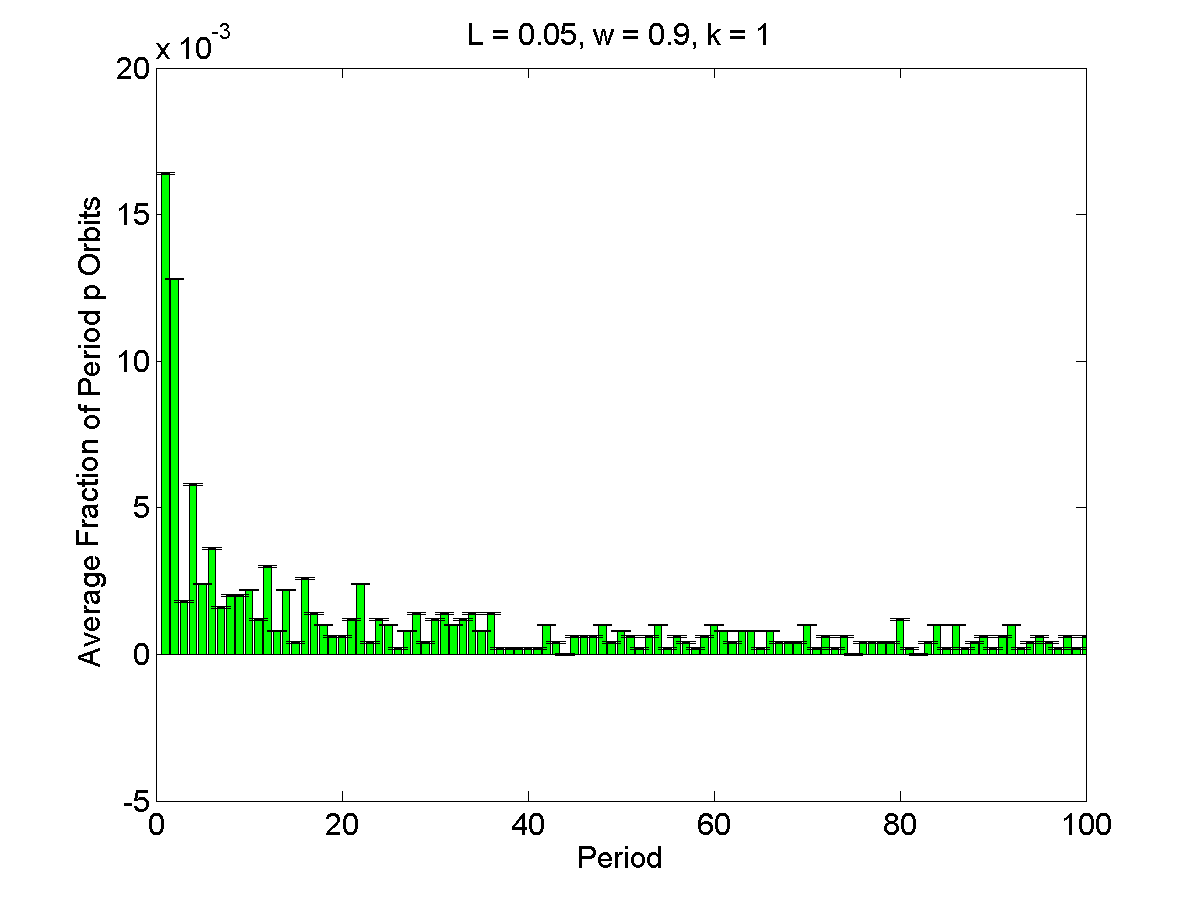 L = 0.05, w = 0.9, k = 1
x 10-3
20
15
10
5
0
-5
Average Fraction of Period p Orbits
0 20 40 60 80 100
Period